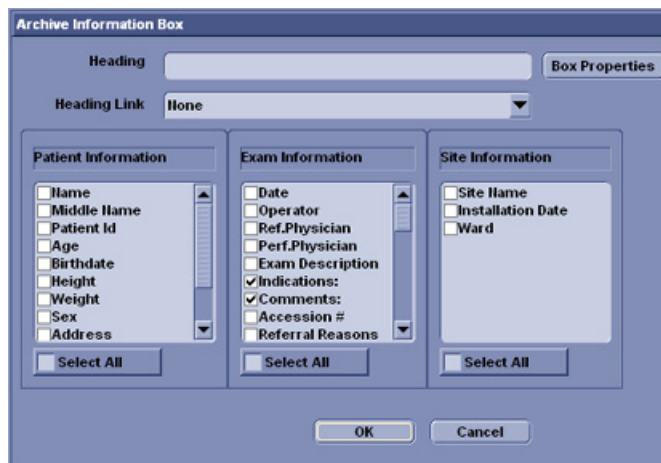 Archive Information Box
Heading
Box Properties
Heading Link
None
Patient Information
Name
Middle Name
Patient Id
Age
Birthdate
Height
Weight
Sex
Address
Select All
Exam Information
Date
Operator
Ref.Physician
Perf.Physician
Exam Description
Indications:
Comments:
Accession #
Referral Reasons
Select All
Site Information
Site Name
Installation Date
Ward
Select All
OK
Cancel